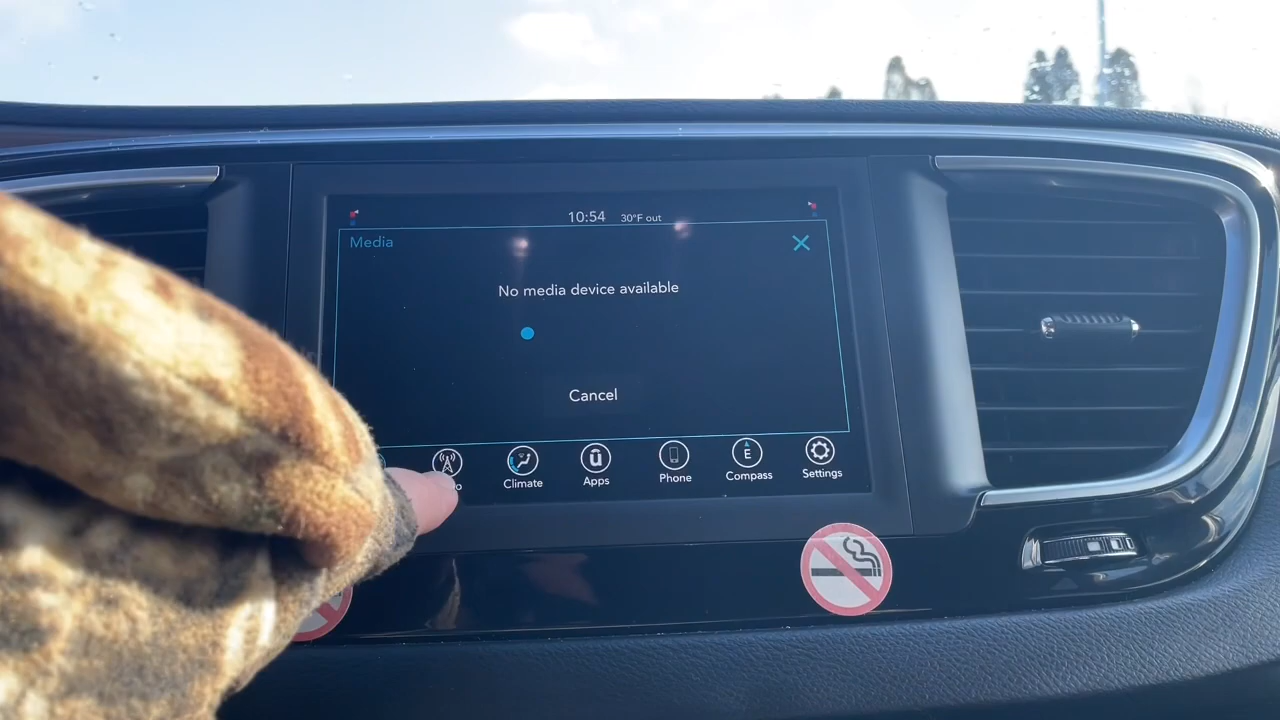 10:54 30°F out
Media
No media device available
Cancel
Climate Apps Phone Compass Settings
E